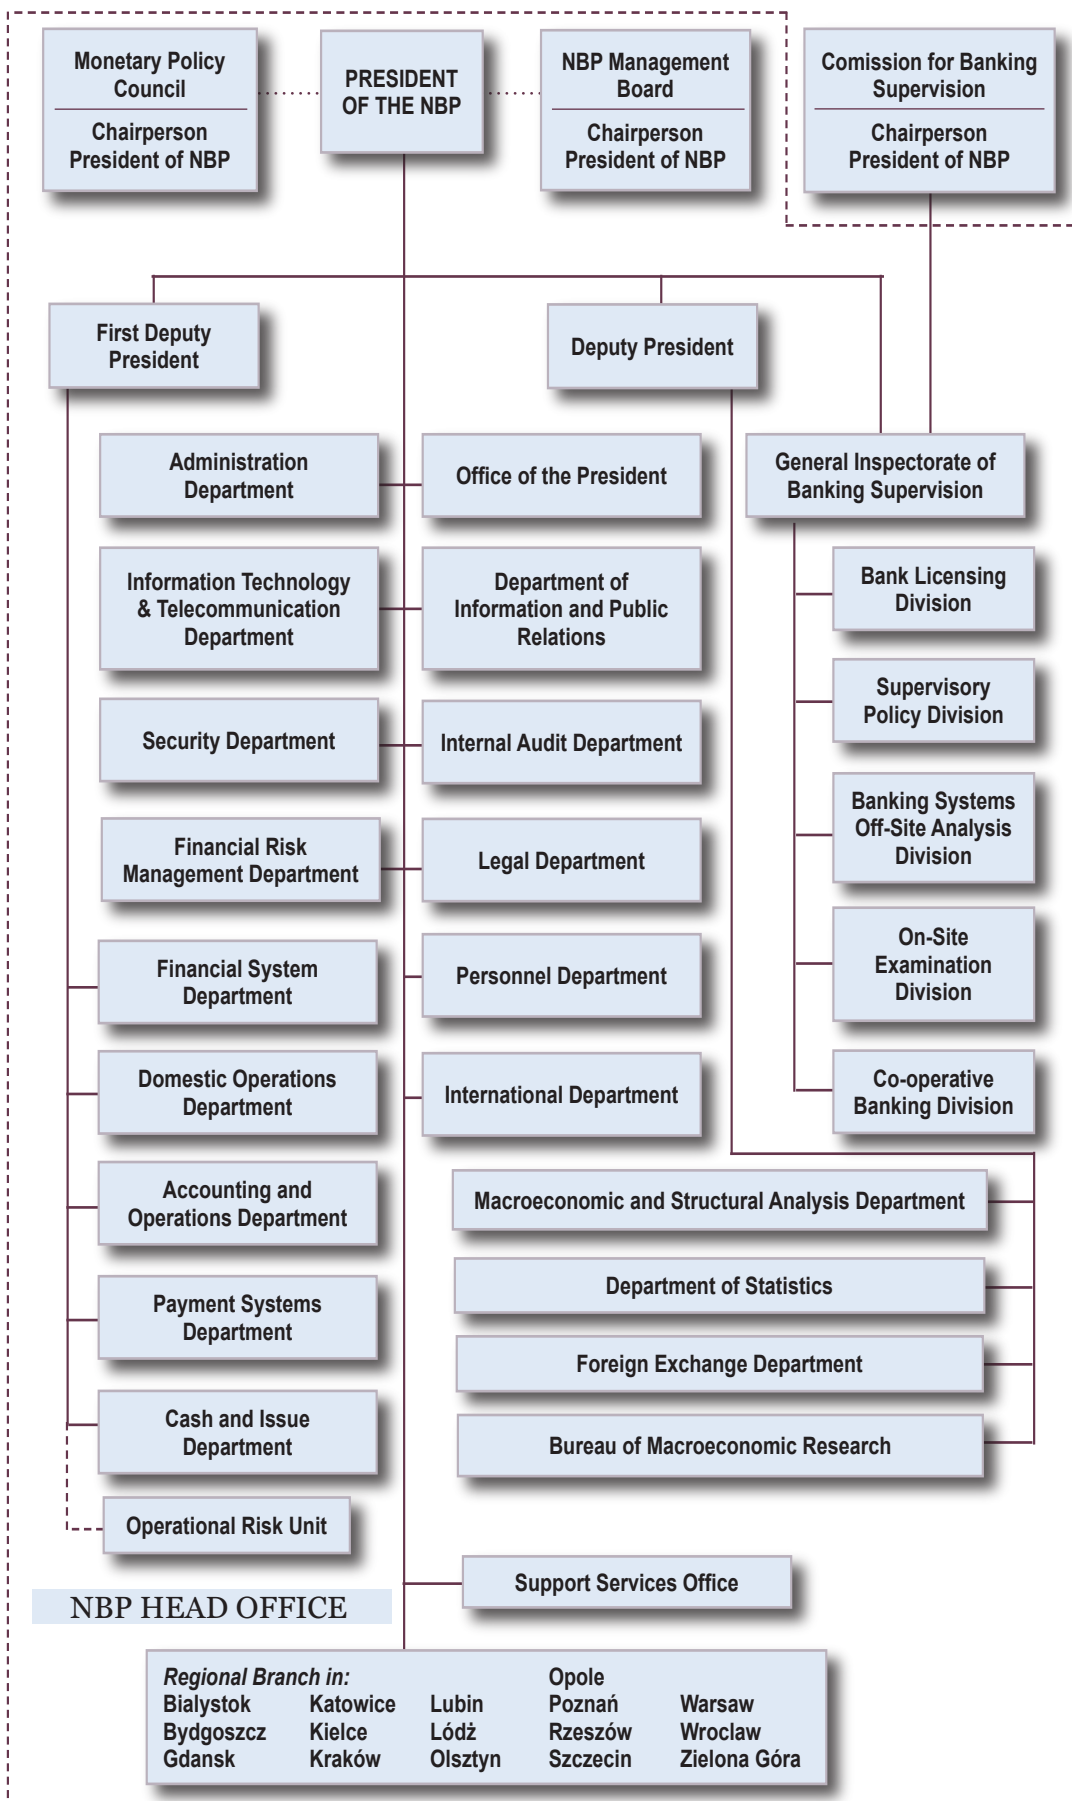 Monetary Policy
Council
Chairperson
President of NBP
PRESIDENT
OF THE NBP
NBP Management
Board
Chairperson
President of NBP
Comission for Banking
Supervision
Chairperson
President of NBP
First Deputy
President
Deputy President
Administration
Department
Office of the President
General Inspectorate of
Banking Supervision
Information Technology
& Telecommunication
Department
Department of
Information and Public
Relations
Bank Licensing
Division
Security Department
Internal Audit Department
Supervisory
Policy Division
Financial Risk
Management Department
Legal Department
Banking Systems
Off-Site Analysis
Division
Financial System
Department
Personnel Department
On-Site
Examination
Division
Domestic Operations
Department
International Department
Co-operative
Banking Division
Accounting and
Operations Department
Macroeconomic and Structural Analysis Department
Payment Systems
Department
Department of Statistics
Foreign Exchange Department
Cash and Issue
Department
Bureau of Macroeconomic Research
Operational Risk Unit
Support Services Office
NBP HEAD OFFICE
Regional Branch in: Opole
Bialystok Katowice Lubin Poznań Warsaw
Bydgoszcz Kielce Lódż Rzeszów Wroclaw
Gdansk Kraków Olsztyn Szczecin Zielona Góra